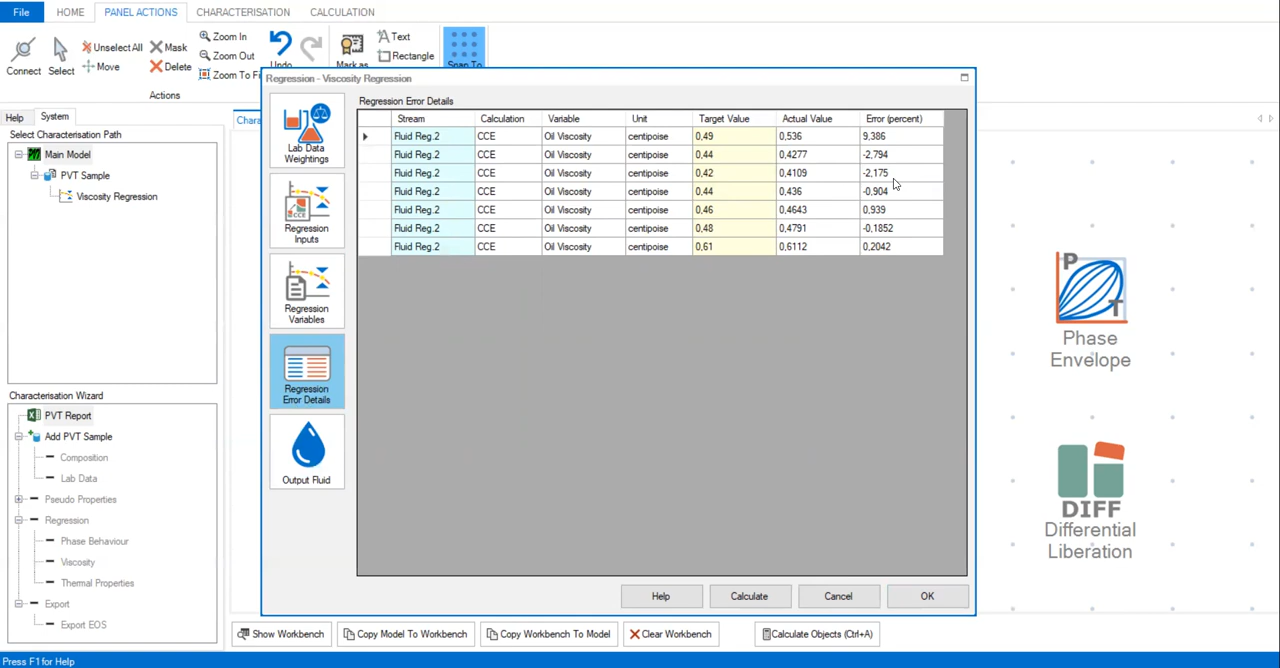 File HOME PANEL ACTIONS CHARACTERISATION CALCULATION
Connect Select Unselect All Move Mask Delete Zoom In Zoom Out Zoom To Fi Undo Mark as Text Rectangle Snap To
Actions
Help System
Select Characterisation Path
Main Model
PVT Sample
Viscosity Regression
Characterisation Wizard
PVT Report
Add PVT Sample
Composition
Lab Data
Pseudo Properties
Regression
Phase Behaviour
Viscosity
Thermal Properties
Export
Export EOS
Chara
Regression - Viscosity Regression
Lab Data
Weightings
Regression
Inputs
Regression
Variables
Regression
Error Details
Output Fluid
Regression Error Details
Stream Calculation Variable Unit Target Value Actual Value Error (percent)
Fluid Reg.2 CCE Oil Viscosity centipoise 0,49 0,536 9,386
Fluid Reg.2 CCE Oil Viscosity centipoise 0,44 0,4277 -2,794
Fluid Reg.2 CCE Oil Viscosity centipoise 0,42 0,4109 -2,175
Fluid Reg.2 CCE Oil Viscosity centipoise 0,44 0,436 -0,904
Fluid Reg.2 CCE Oil Viscosity centipoise 0,46 0,4643 0,939
Fluid Reg.2 CCE Oil Viscosity centipoise 0,48 0,4791 -0,1852
Fluid Reg.2 CCE Oil Viscosity centipoise 0,61 0,6112 0,2042
Help Calculate Cancel OK
P
T
Phase
Envelope
DIFF
Differential
Liberation
Show Workbench Copy Model To Workbench Copy Workbench To Model Clear Workbench Calculate Objects (Ctrl+A)
Press F1 for Help